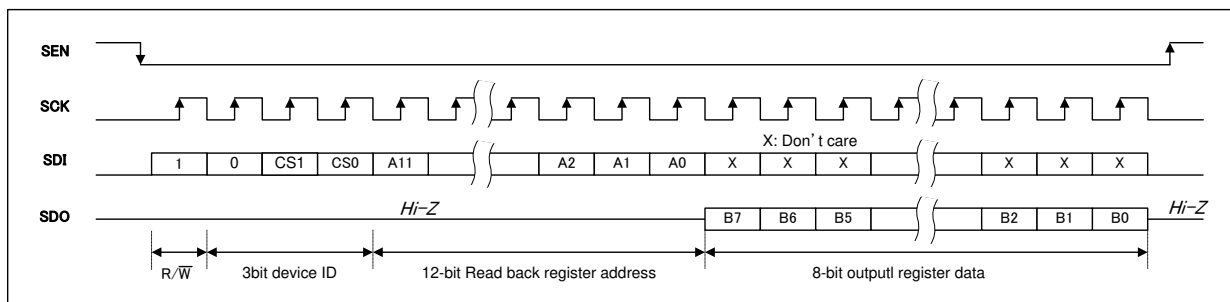 SEN
SCK
X: Don't care
SDI 1 0 CS1 CS0 A11 A2 A1 A0 X X X X X X
Hi-Z
SDO B7 B6 B5 B2 B1 B0 Hi-Z
R/W̅ 3bit device ID 12-bit Read back register address 8-bit outputl register data